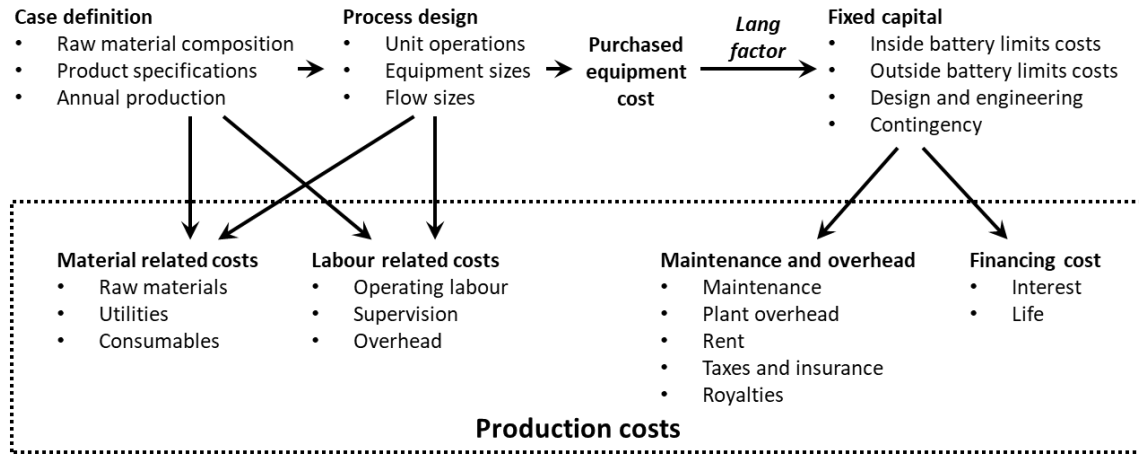 Case definition
• Raw material composition
• Product specifications
• Annual production
Process design
• Unit operations
• Equipment sizes
• Flow sizes
Purchased
equipment
cost
Lang
factor
Fixed capital
• Inside battery limits costs
• Outside battery limits costs
• Design and engineering
• Contingency
Material related costs
• Raw materials
• Utilities
• Consumables
Labour related costs
• Operating labour
• Supervision
• Overhead
Maintenance and overhead
• Maintenance
• Plant overhead
• Rent
• Taxes and insurance
• Royalties
Financing cost
• Interest
• Life
Production costs